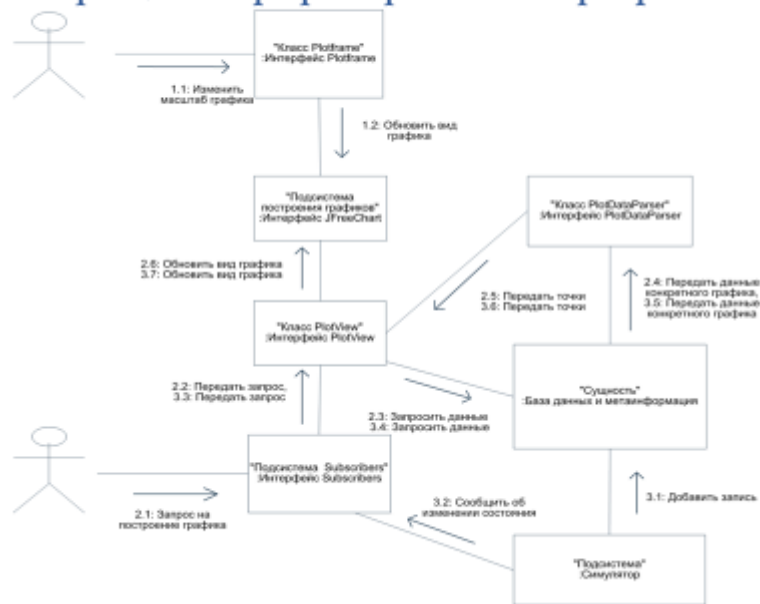 "Класс Plotframe"
:Интерфейс Plotframe
1.1: Изменить
масштаб графика
1.2: Обновить вид
графика
"Подсистема
построения графиков"
:Интерфейс JFreeChart
"Класс PlotDataParser"
:Интерфейс PlotDataParser
2.6: Обновить вид графика
3.7: Обновить вид графика
2.5: Передать точки
3.6: Передать точки
2.4: Передать данные
конкретного графика,
3.5: Передать данные
конкретного графика
"Класс PlotView"
:Интерфейс PlotView
2.2: Передать запрос,
3.3: Передать запрос
2.3: Запросить данные
3.4: Запросить данные
"Сущность"
:База данных и метаинформация
"Подсистема Subscribers"
:Интерфейс Subscribers
2.1: Запрос на
построение графика
3.2: Сообщить об
изменении состояния
3.1: Добавить запись
"Подсистема"
:Симулятор